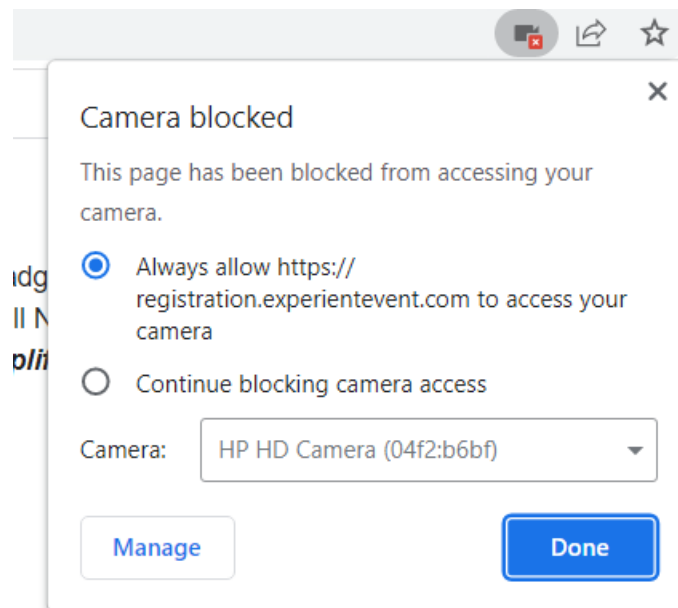 Camera blocked
This page has been blocked from accessing your
camera.
Always allow https://
registration.experientevent.com to access your
camera
Continue blocking camera access
Camera: HP HD Camera (04f2:b6bf)
Manage Done